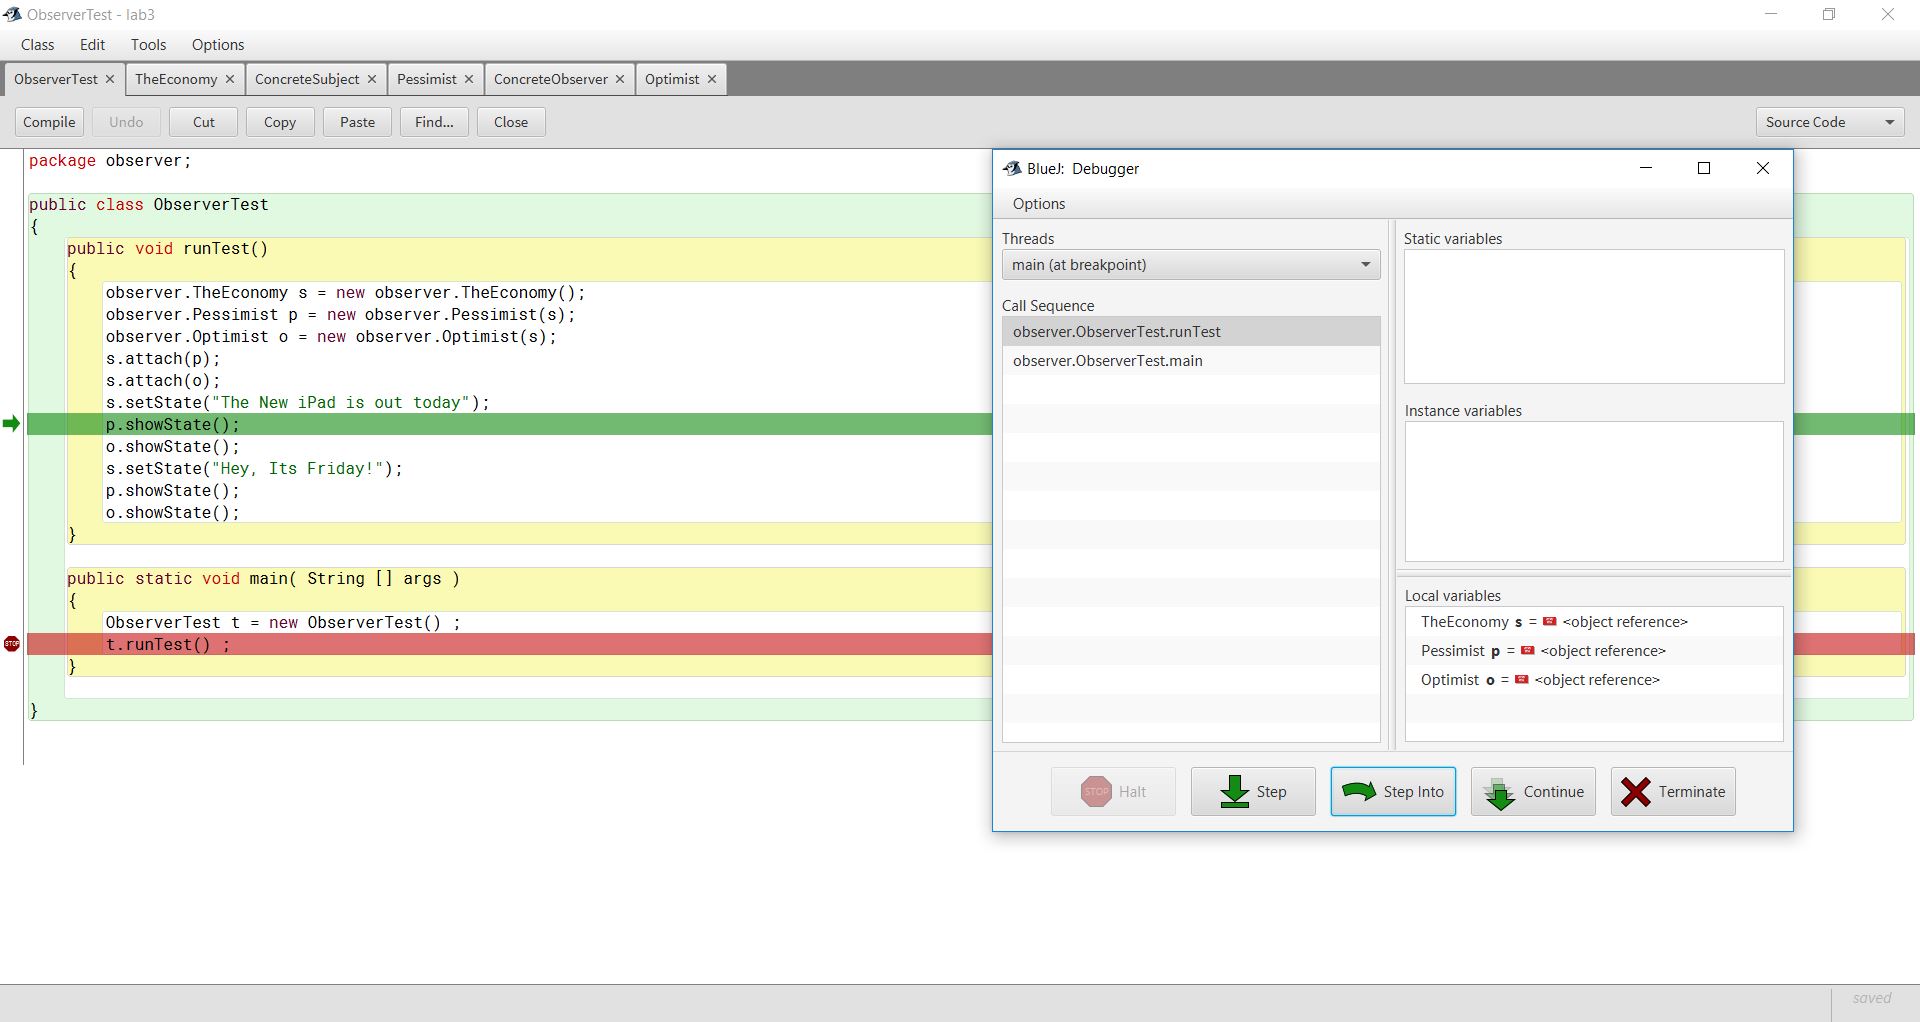 ObserverTest - lab3
Class Edit Tools Options
ObserverTest × TheEconomy × ConcreteSubject × Pessimist × ConcreteObserver × Optimist ×
Compile Undo Cut Copy Paste Find... Close Source Code
package observer;
public class ObserverTest
{
public void runTest()
{
observer.TheEconomy s = new observer.TheEconomy();
observer.Pessimist p = new observer.Pessimist(s);
observer.Optimist o = new observer.Optimist(s);
s.attach(p);
s.attach(o);
s.setState("The New iPad is out today");
p.showState();
o.showState();
s.setState("Hey, Its Friday!");
p.showState();
o.showState();
}
public static void main( String [] args )
{
ObserverTest t = new ObserverTest() ;
STOP t.runTest() ;
}
}
BlueJ: Debugger
Options
Threads
main (at breakpoint)
Call Sequence
observer.ObserverTest.runTest
observer.ObserverTest.main
Static variables
Instance variables
Local variables
TheEconomy s = <object reference>
Pessimist p = <object reference>
Optimist o = <object reference>
STOP Halt Step Step Into Continue Terminate
saved